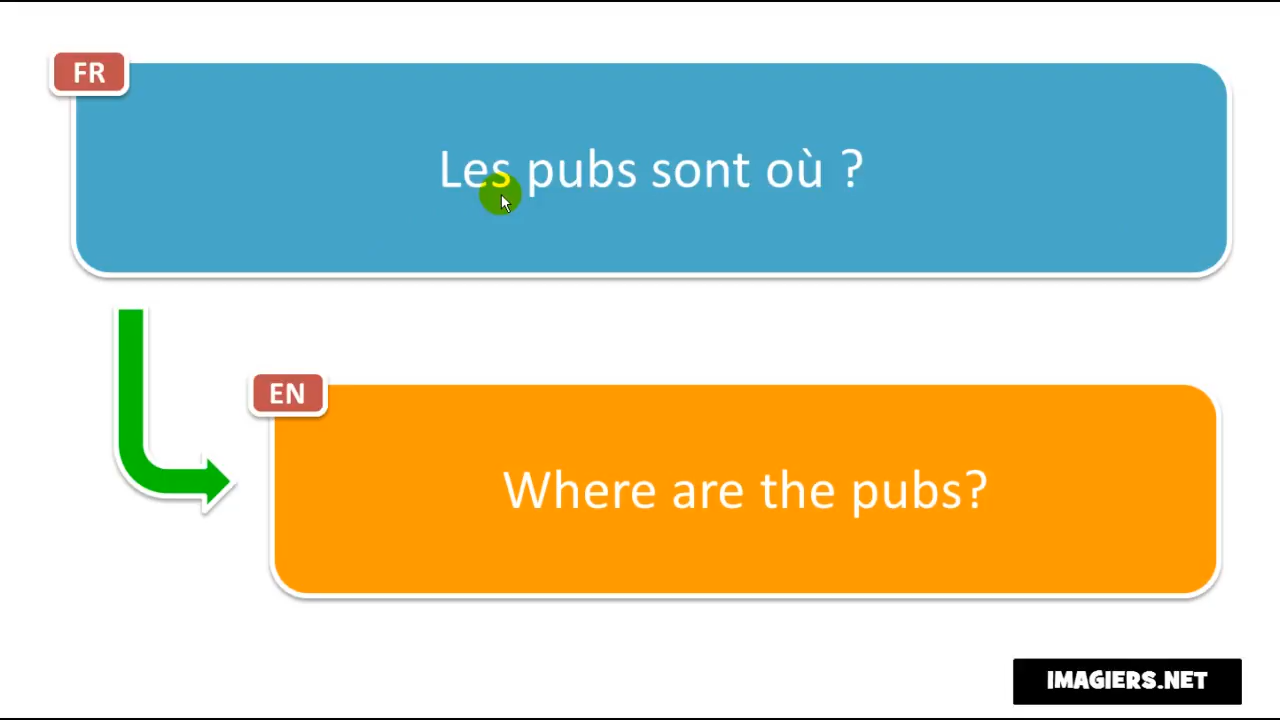 FR
Les pubs sont où ?
EN
Where are the pubs?
IMAGIERS.NET